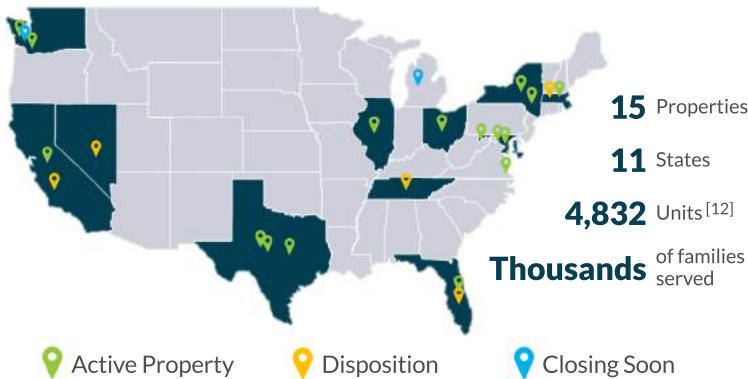 15 Properties
11 States
4,832 Units [12]
Thousands of families
served
Active Property
Disposition
Closing Soon